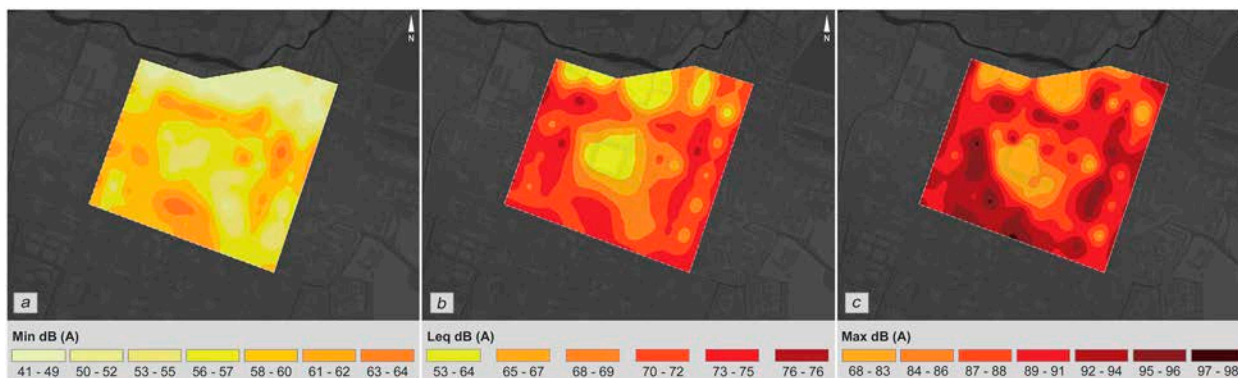 N
N
N
a
b
c
Min dB (A)
41 - 49 50 - 52 53 - 55 56 - 57 58 - 60 61 - 62 63 - 64
Leq dB (A)
53 - 64 65 - 67 68 - 69 70 - 72 73 - 75 76 - 76
Max dB (A)
68 - 83 84 - 86 87 - 88 89 - 91 92 - 94 95 - 96 97 - 98